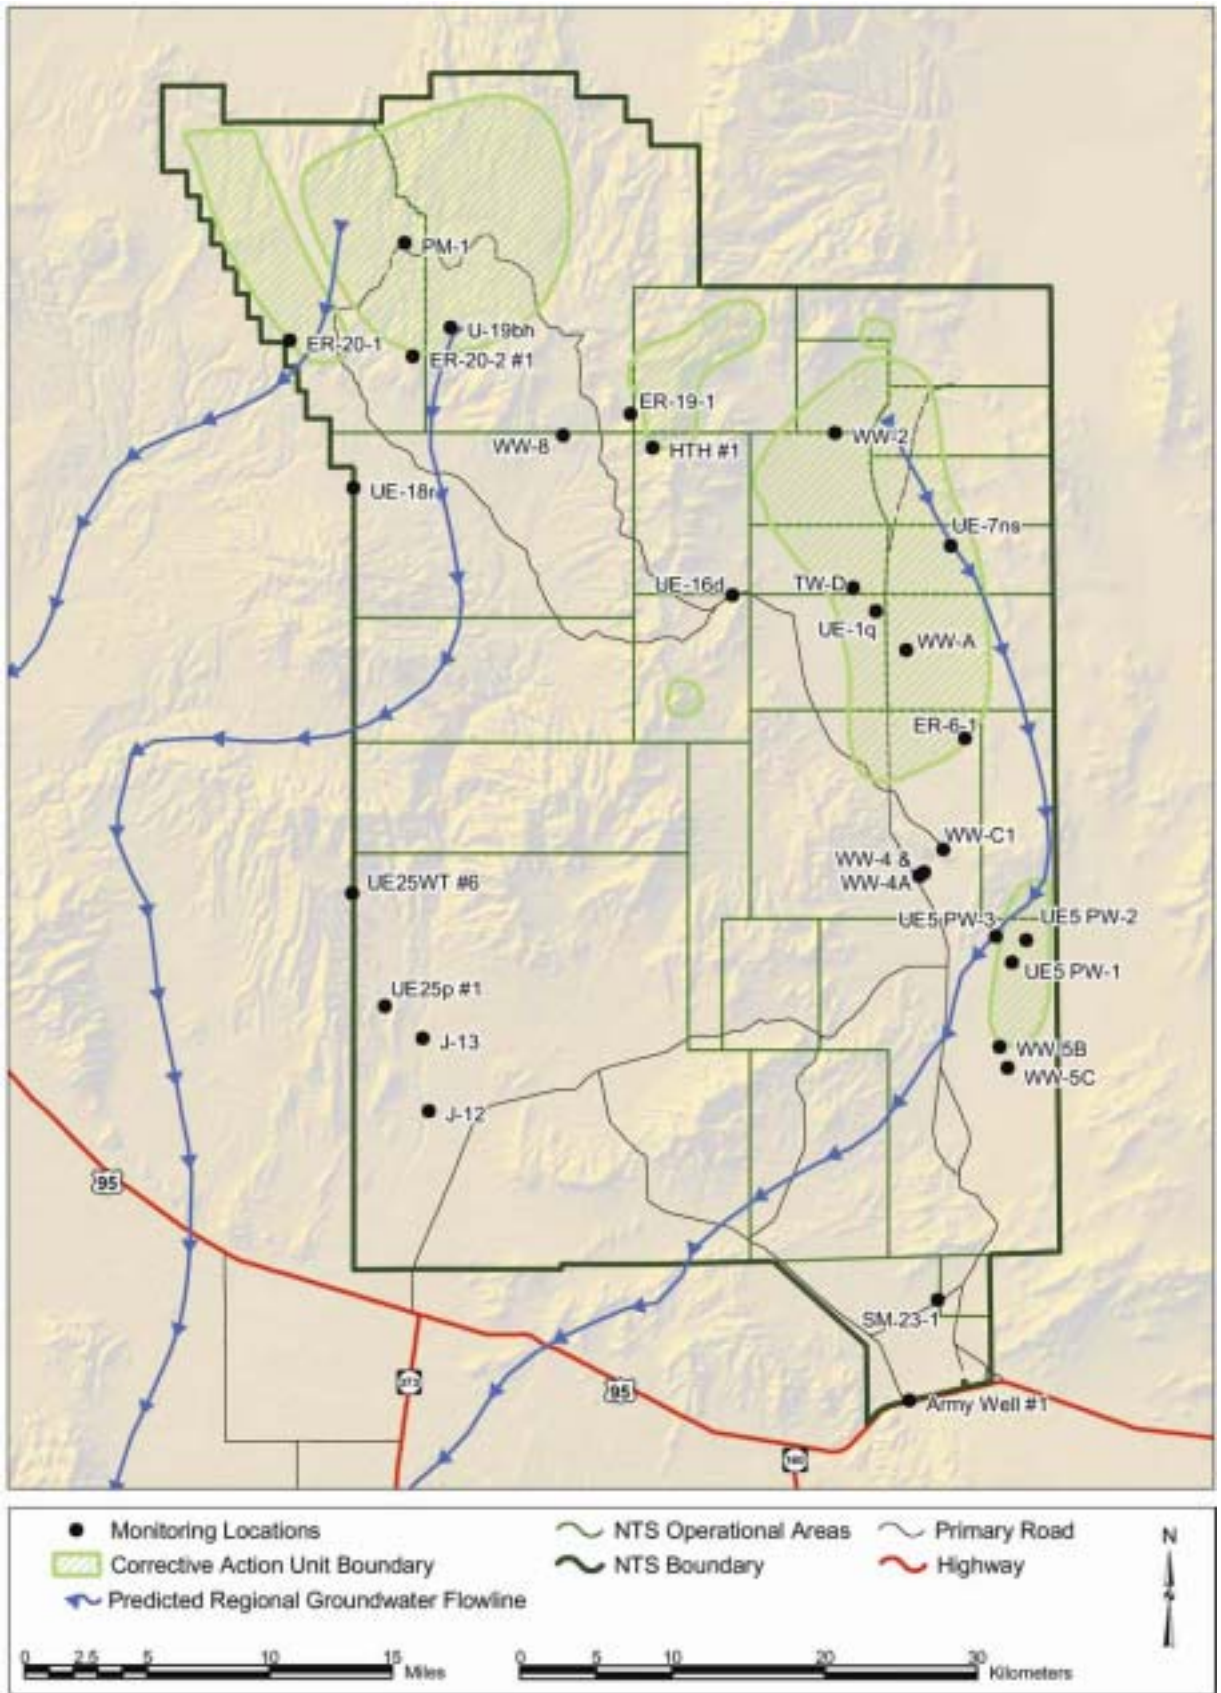 PM-1
U-19bh
ER-20-1
ER-20-2 #1
ER-19-1
WW-8
HTH #1
WW-2
UE-18r
UE-7ns
UE-16d
TW-D
UE-1q
WW-A
ER-6-1
WW-C1
WW-4 &
WW-4A
UE25WT #6
UE5 PW-3
UE5 PW-2
UE5 PW-1
UE25p #1
J-13
WW-5B
WW-5C
J-12
95
SM-23-1
373
95
Army Well #1
160
Monitoring Locations
NTS Operational Areas
Primary Road
N
Corrective Action Unit Boundary
NTS Boundary
Highway
Predicted Regional Groundwater Flowline
0 2.5 5 10 15
Miles
0 5 10 20 30
Kilometers